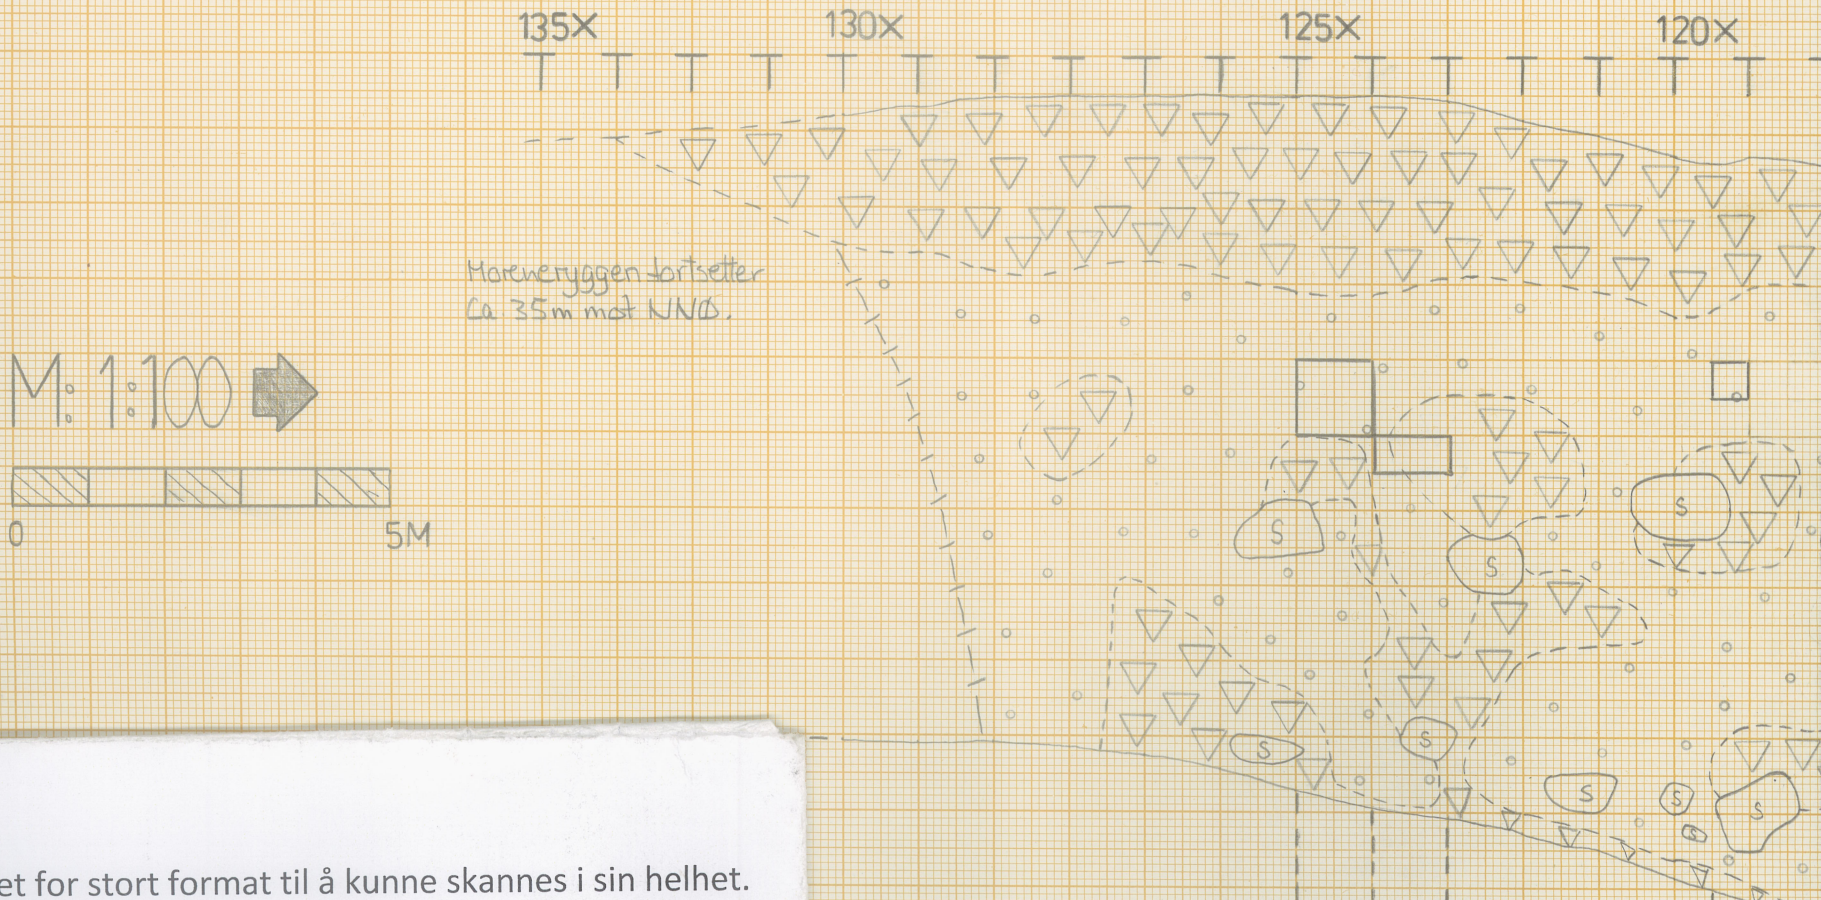 135X 130X 125X 120X
Moreneryggen fortsetter
Ca. 35m mot NNØ.
M: 1:100
0 5M
S
S
S
S
S
S
S
S
S
et for stort format til å kunne skannes i sin helhet.